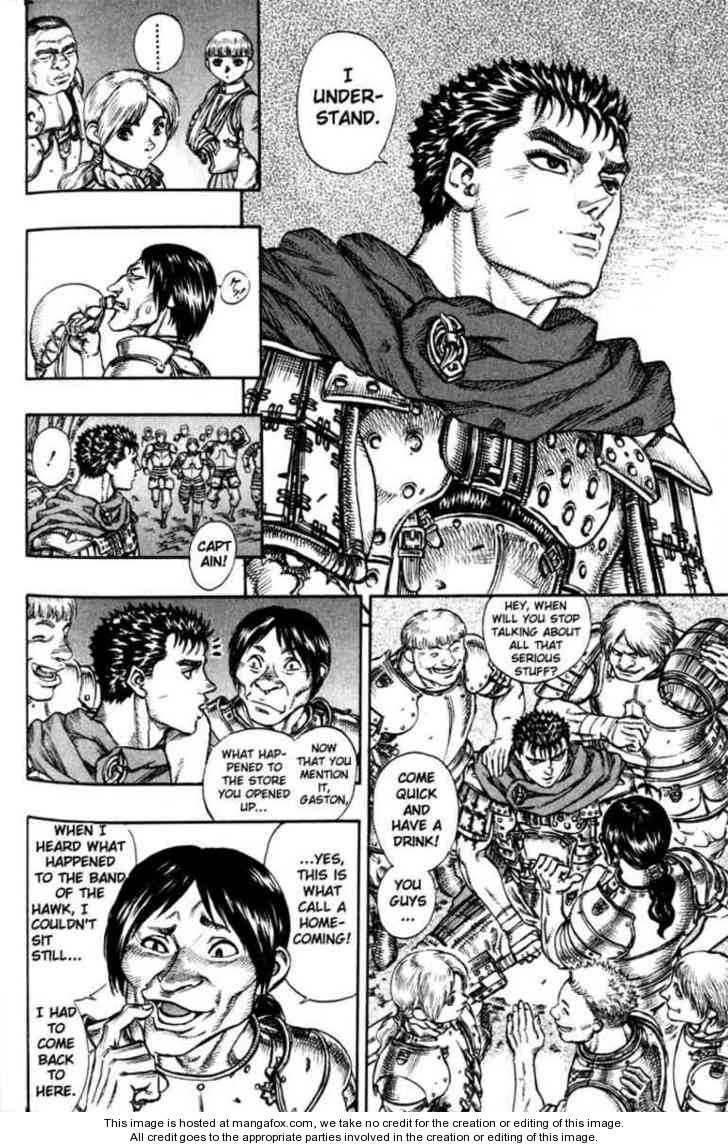 I
UNDER-
STAND.
.........
!
CAPT
AIN!
HEY, WHEN
WILL YOU STOP
TALKING ABOUT
ALL THAT
SERIOUS
STUFF?
COME
QUICK
AND
HAVE A
DRINK!
YOU
GUYS
...
NOW
THAT YOU
MENTION
IT,
GASTON,
WHAT HAP-
PENED TO
THE STORE
YOU OPENED
UP...
...YES,
THIS IS
WHAT
CALL A
HOME-
COMING!
WHEN I
HEARD WHAT
HAPPENED
TO THE BAND
OF THE
HAWK, I
COULDN'T
SIT
STILL...
I HAD
TO
COME
BACK
TO
HERE.
This image is hosted at mangafox.com, we take no credit for the creation or editing of this image.
All credit goes to the appropriate parties involved in the creation or editing of this image.